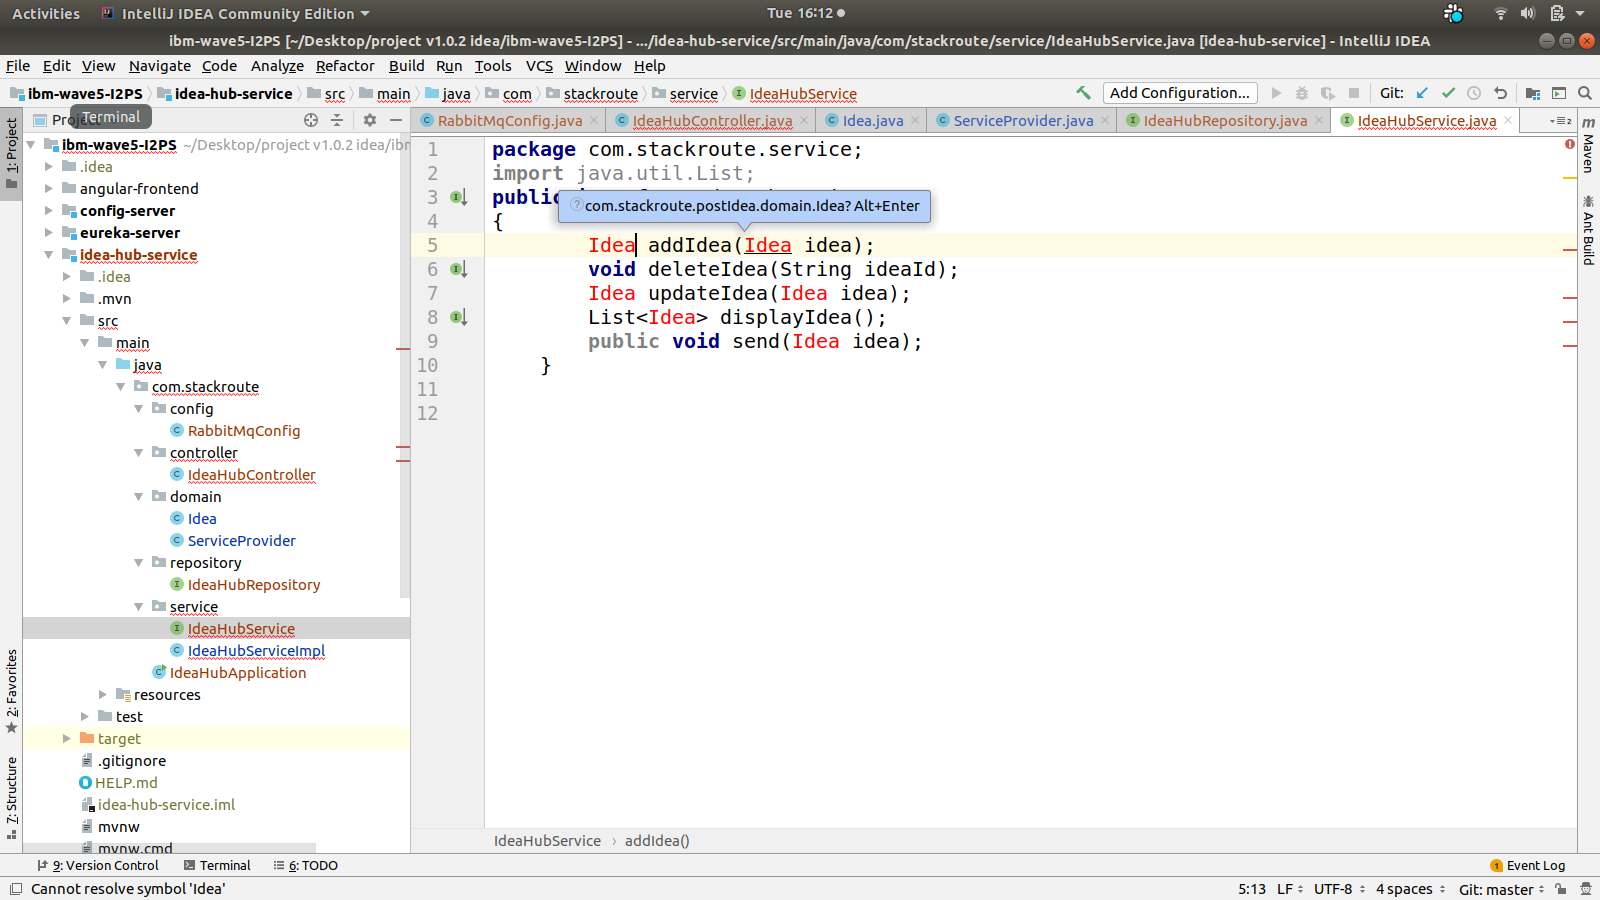 Activities IntelliJ IDEA Community Edition Tue 16:12
ibm-wave5-I2PS [~/Desktop/project v1.0.2 idea/ibm-wave5-I2PS] - .../idea-hub-service/src/main/java/com/stackroute/service/IdeaHubService.java [idea-hub-service] - IntelliJ IDEA
File Edit View Navigate Code Analyze Refactor Build Run Tools VCS Window Help
ibm-wave5-I2PS idea-hub-service src main java com stackroute service IdeaHubService Add Configuration... Git:
Terminal
RabbitMqConfig.java IdeaHubController.java Idea.java ServiceProvider.java IdeaHubRepository.java IdeaHubService.java
1: Project
2: Favorites
7: Structure
ibm-wave5-I2PS ~/Desktop/project v1.0.2 idea/ibm
.idea
angular-frontend
config-server
eureka-server
idea-hub-service
.idea
.mvn
src
main
java
com.stackroute
config
RabbitMqConfig
controller
IdeaHubController
domain
Idea
ServiceProvider
repository
IdeaHubRepository
service
IdeaHubService
IdeaHubServiceImpl
IdeaHubApplication
resources
test
target
.gitignore
HELP.md
idea-hub-service.iml
mvnw
mvnw.cmd
1 package com.stackroute.service;
2 import java.util.List;
3 public
com.stackroute.postIdea.domain.Idea? Alt+Enter
4 {
5 Idea addIdea(Idea idea);
6 void deleteIdea(String ideaId);
7 Idea updateIdea(Idea idea);
8 List<Idea> displayIdea();
9 public void send(Idea idea);
10 }
11
12
Maven
Ant Build
IdeaHubService › addIdea()
9: Version Control Terminal 6: TODO 1 Event Log
Cannot resolve symbol 'Idea' 5:13 LF UTF-8 4 spaces Git: master